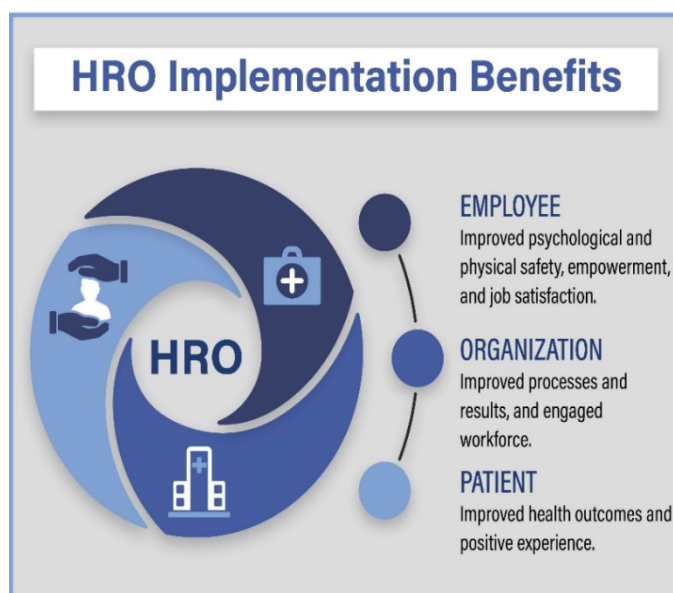 HRO Implementation Benefits
HRO
EMPLOYEE
Improved psychological and
physical safety, empowerment,
and job satisfaction.
ORGANIZATION
Improved processes and
results, and engaged
workforce.
PATIENT
Improved health outcomes and
positive experience.